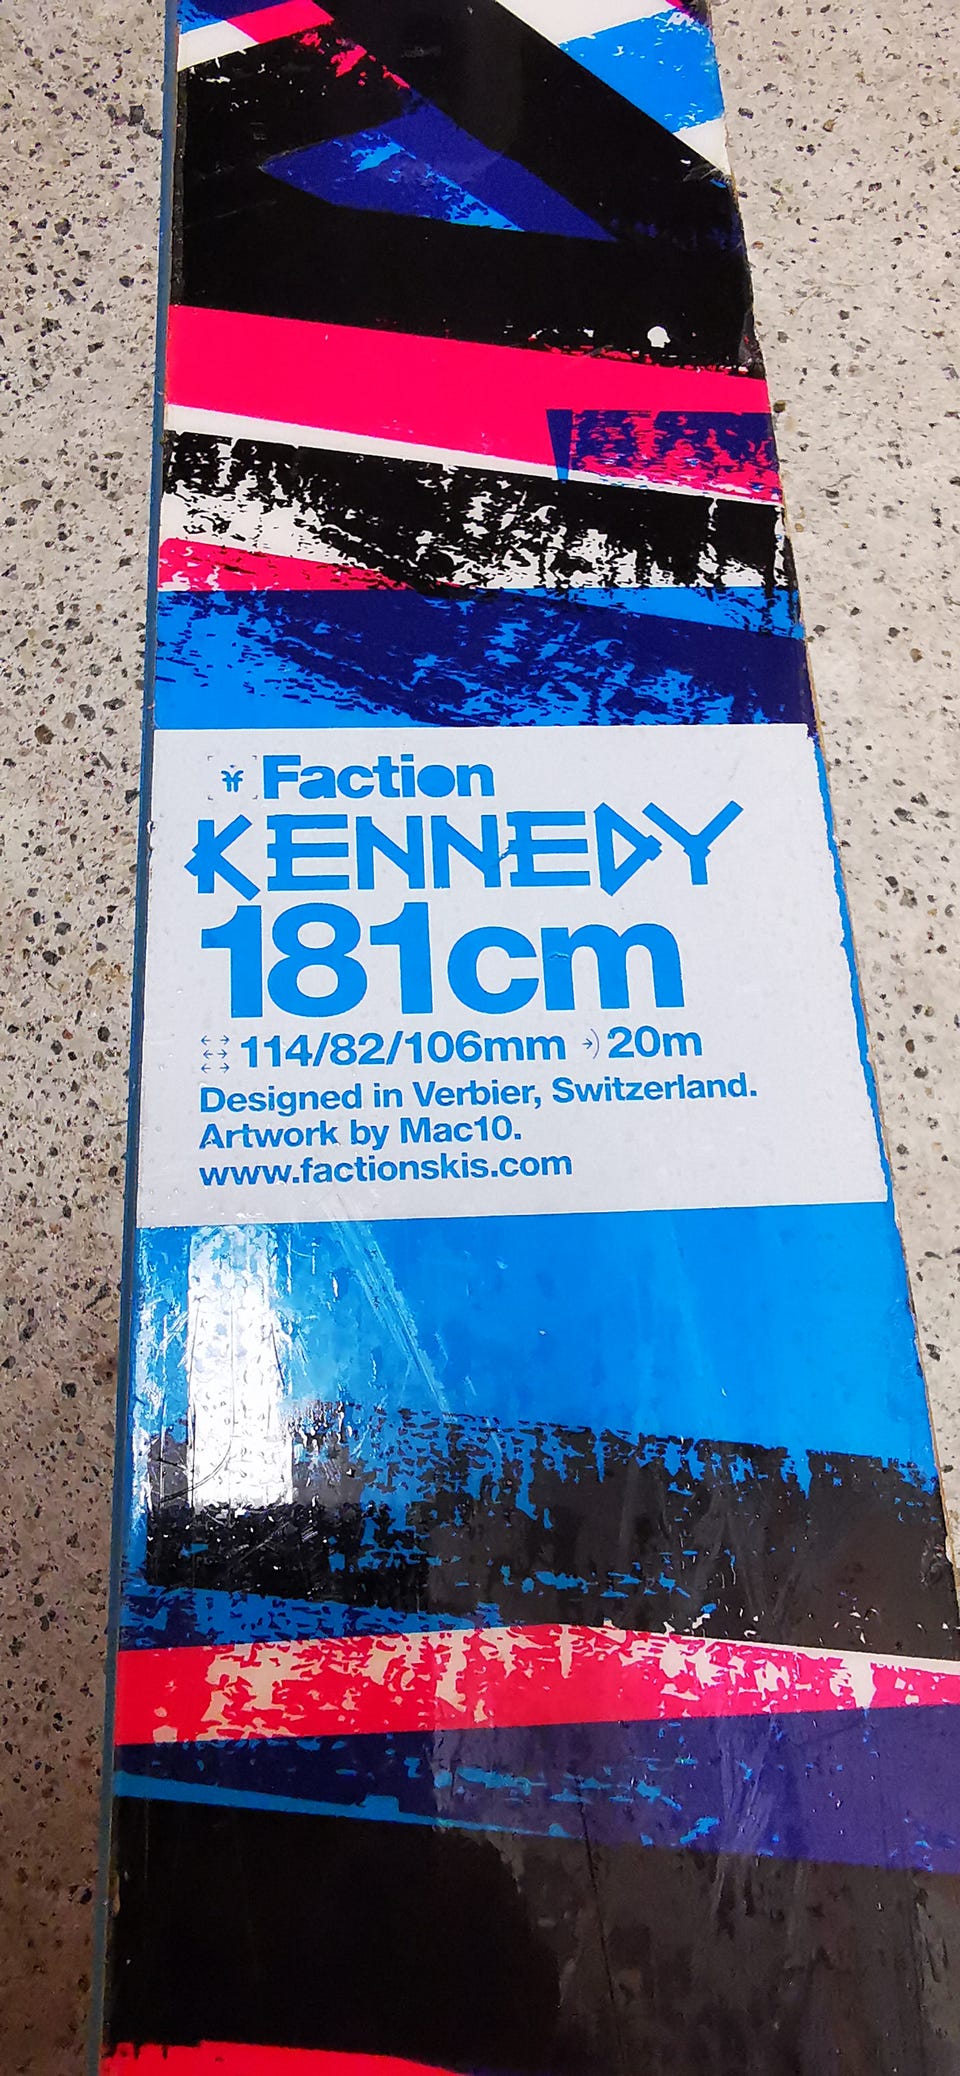 Faction
KENNEDY
181cm
114/82/106mm 20m
Designed in Verbier, Switzerland.
Artwork by Mac10.
www.factionskis.com